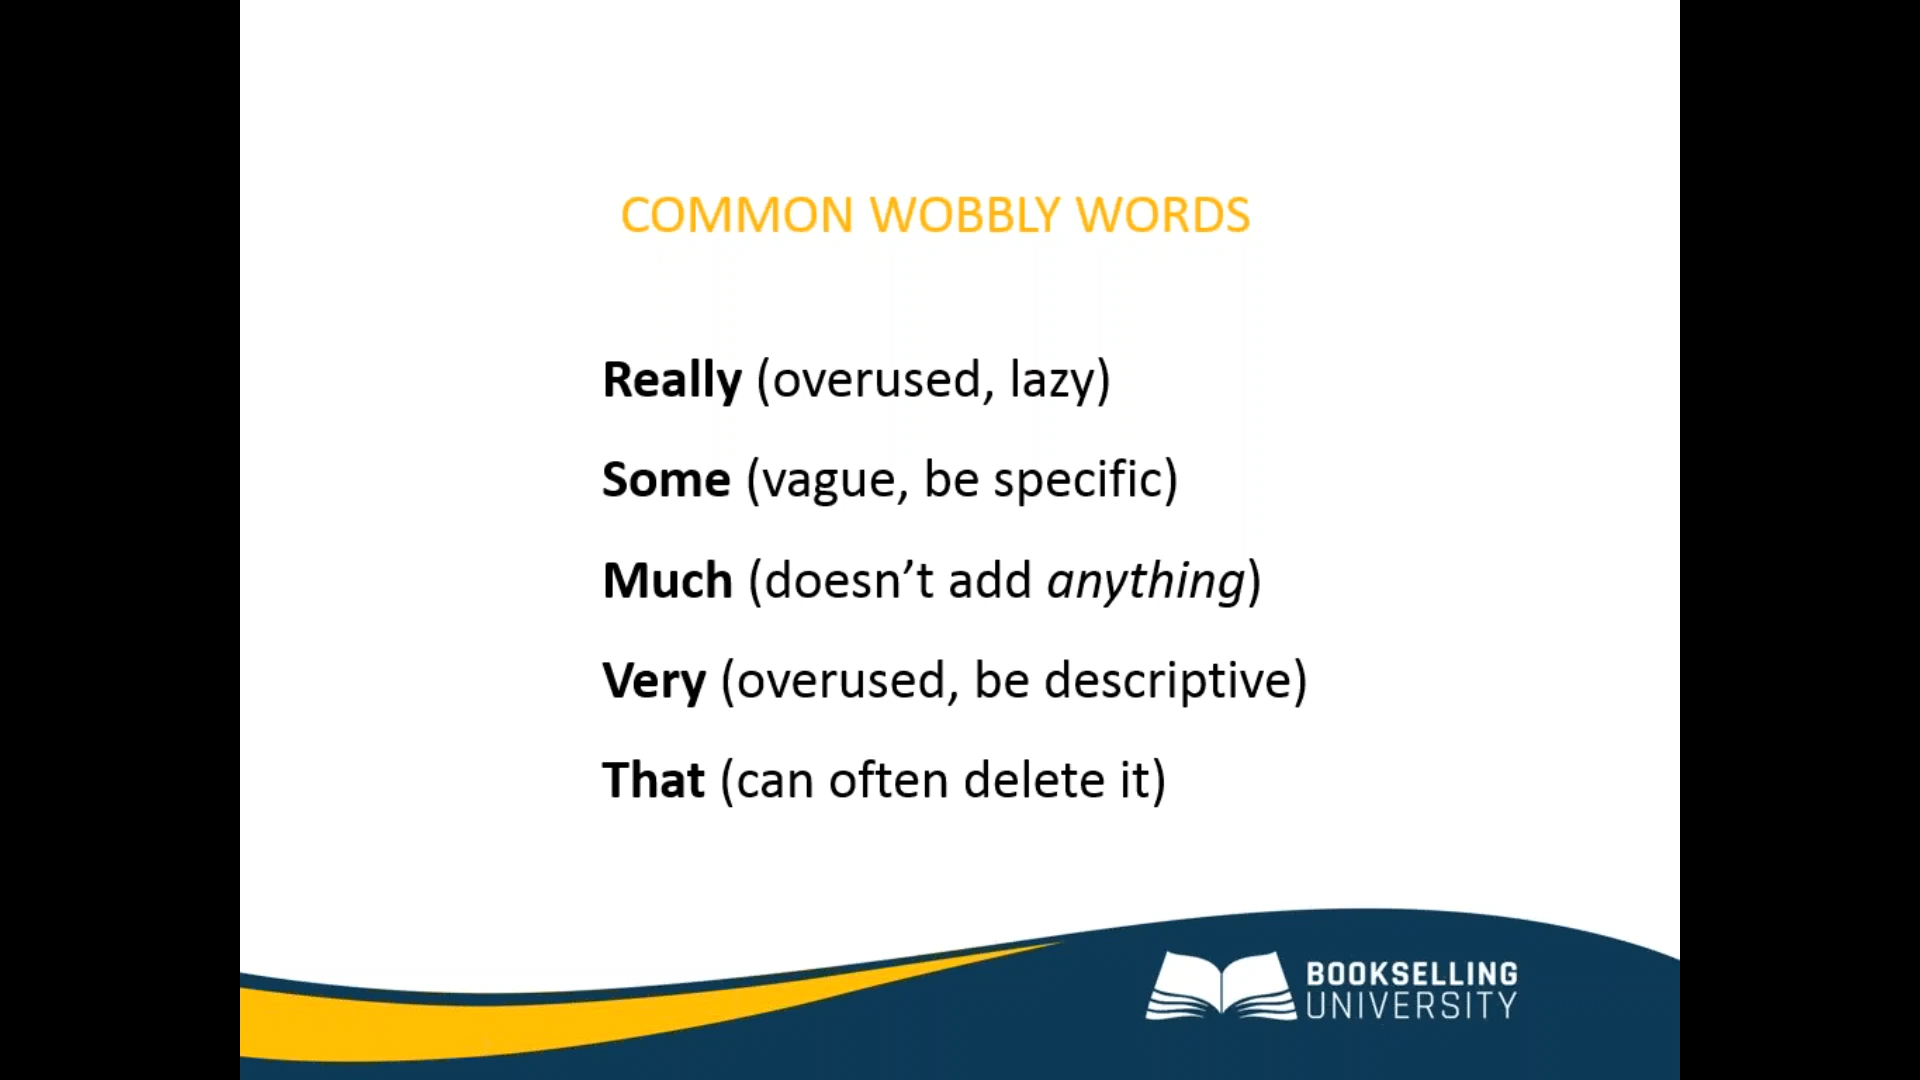 COMMON WOBBLY WORDS
Really (overused, lazy)
Some (vague, be specific)
Much (doesn’t add anything)
Very (overused, be descriptive)
That (can often delete it)
BOOKSELLING
UNIVERSITY